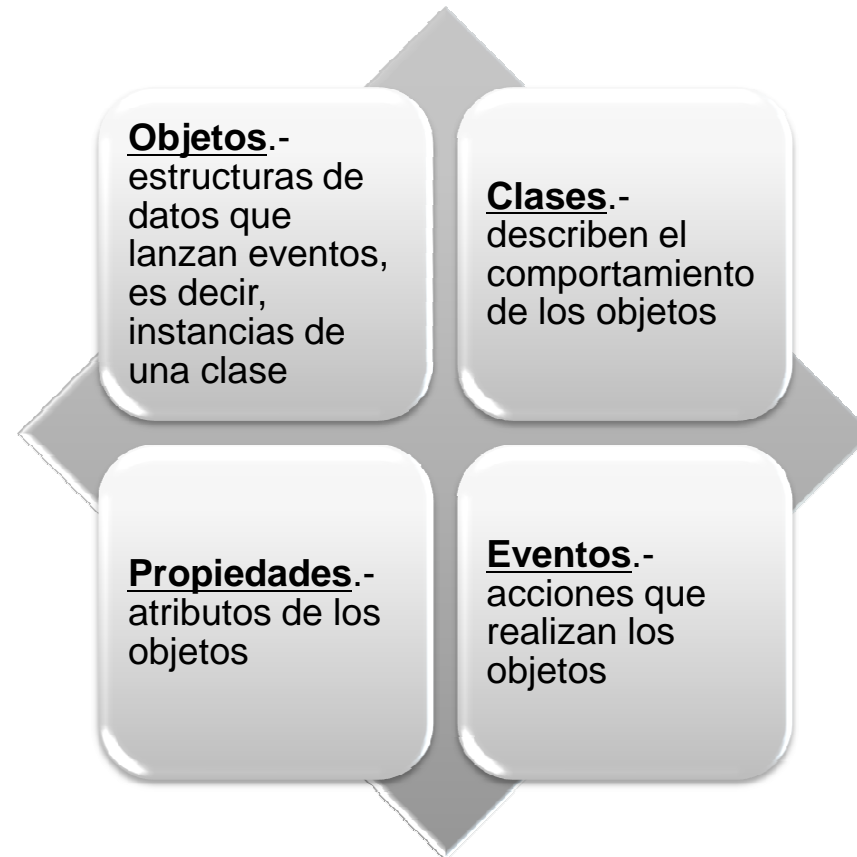 Objetos.-
estructuras de
datos que
lanzan eventos,
es decir,
instancias de
una clase
Clases.-
describen el
comportamiento
de los objetos
Propiedades.-
atributos de los
objetos
Eventos.-
acciones que
realizan los
objetos